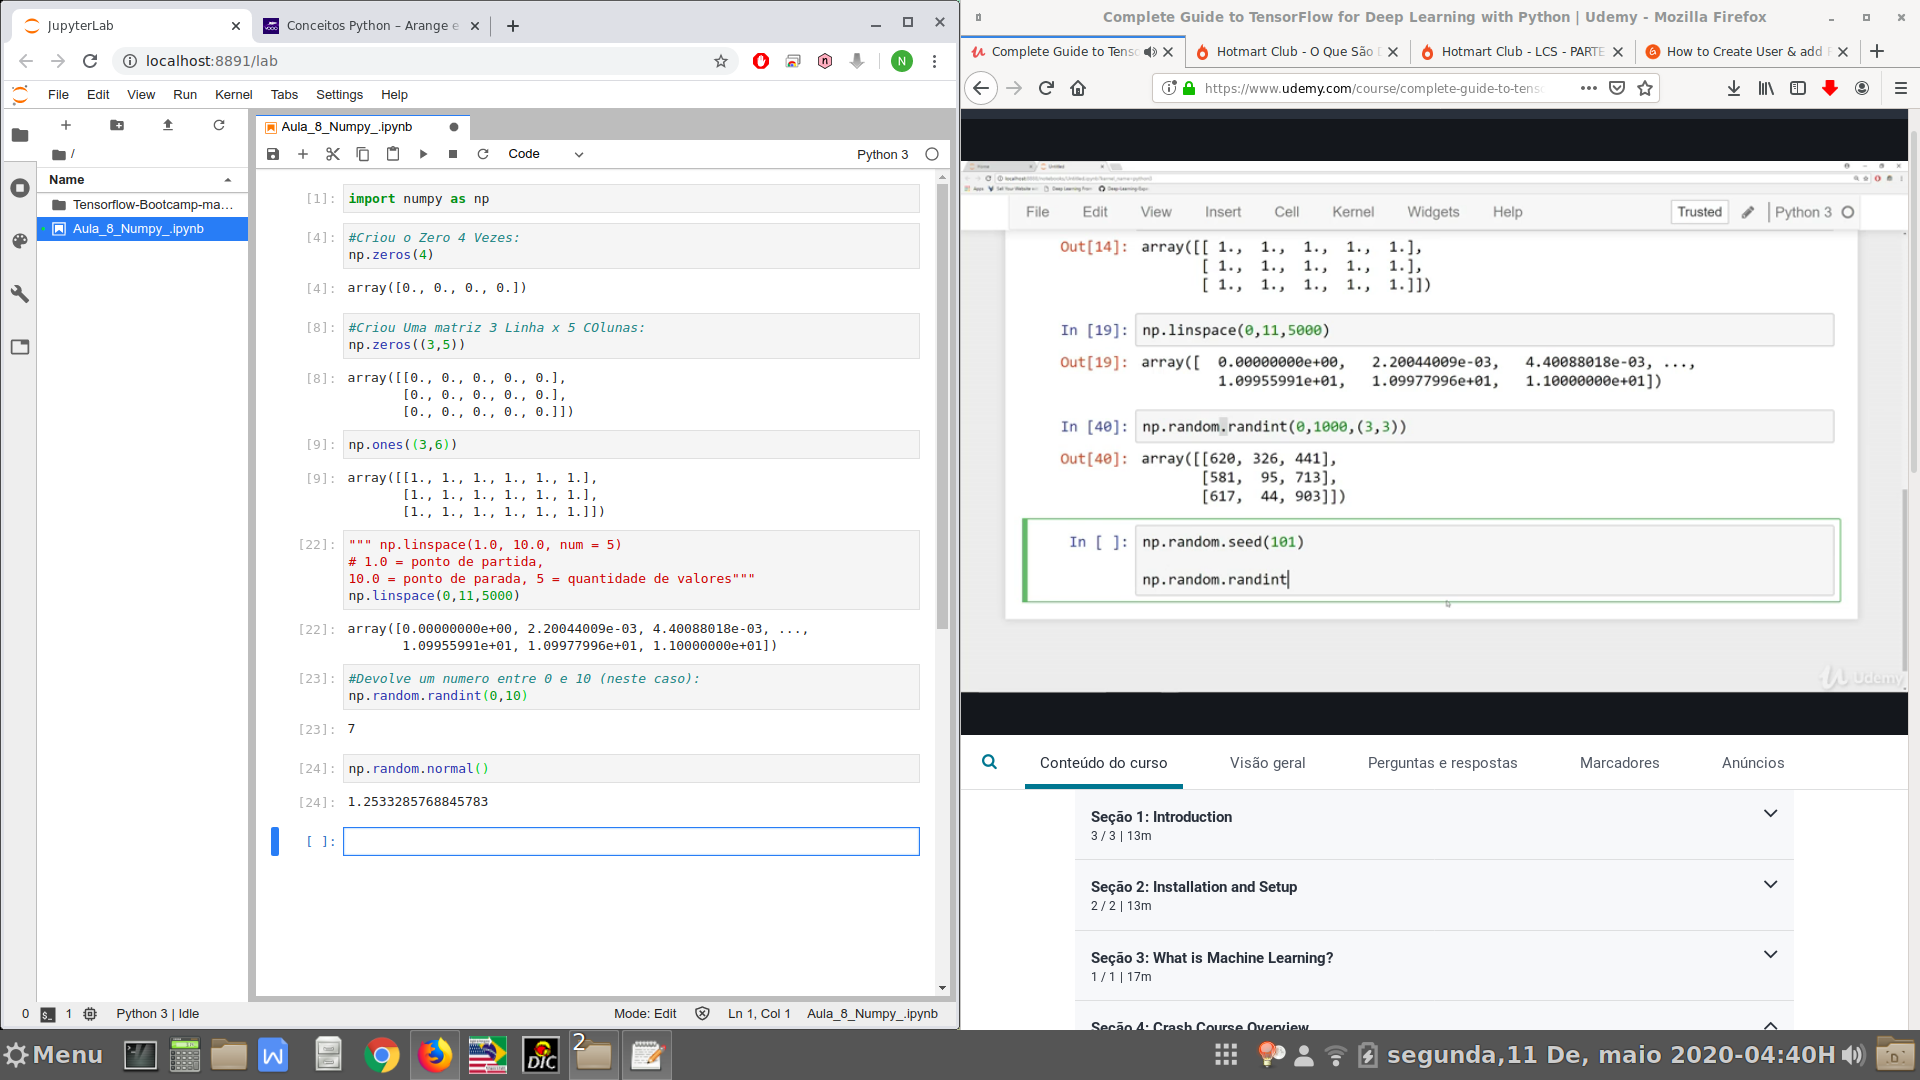 JupyterLab
Conceitos Python – Arange e
localhost:8891/lab
N
File Edit View Run Kernel Tabs Settings Help
Aula_8_Numpy_.ipynb
/
Code
Python 3
Name
Tensorflow-Bootcamp-ma…
Aula_8_Numpy_.ipynb
[1]: import numpy as np
[4]: #Criou o Zero 4 Vezes:
np.zeros(4)
[4]: array([0., 0., 0., 0.])
[8]: #Criou Uma matriz 3 Linha x 5 COlunas:
np.zeros((3,5))
[8]: array([[0., 0., 0., 0., 0.],
[0., 0., 0., 0., 0.],
[0., 0., 0., 0., 0.]])
[9]: np.ones((3,6))
[9]: array([[1., 1., 1., 1., 1., 1.],
[1., 1., 1., 1., 1., 1.],
[1., 1., 1., 1., 1., 1.]])
[22]: """ np.linspace(1.0, 10.0, num = 5)
# 1.0 = ponto de partida,
10.0 = ponto de parada, 5 = quantidade de valores"""
np.linspace(0,11,5000)
[22]: array([0.00000000e+00, 2.20044009e-03, 4.40088018e-03, ...,
1.09955991e+01, 1.09977996e+01, 1.10000000e+01])
[23]: #Devolve um numero entre 0 e 10 (neste caso):
np.random.randint(0,10)
[23]: 7
[24]: np.random.normal()
[24]: 1.2533285768845783
[ ]:
0 1 Python 3 | Idle
Mode: Edit Ln 1, Col 1 Aula_8_Numpy_.ipynb
Complete Guide to TensorFlow for Deep Learning with Python | Udemy - Mozilla Firefox
Complete Guide to Tens
Hotmart Club - O Que São
Hotmart Club - LCS - PARTE
How to Create User & add
https://www.udemy.com/course/complete-guide-to-tens
File Edit View Insert Cell Kernel Widgets Help
Trusted
Python 3
Out[14]: array([[ 1., 1., 1., 1., 1.],
[ 1., 1., 1., 1., 1.],
[ 1., 1., 1., 1., 1.]])
In [19]: np.linspace(0,11,5000)
Out[19]: array([ 0.00000000e+00, 2.20044009e-03, 4.40088018e-03, ...,
1.09955991e+01, 1.09977996e+01, 1.10000000e+01])
In [40]: np.random.randint(0,1000,(3,3))
Out[40]: array([[620, 326, 441],
[581, 95, 713],
[617, 44, 903]])
In [ ]: np.random.seed(101)
np.random.randint
Udemy
Conteúdo do curso
Visão geral
Perguntas e respostas
Marcadores
Anúncios
Seção 1: Introduction
3 / 3 | 13m
Seção 2: Installation and Setup
2 / 2 | 13m
Seção 3: What is Machine Learning?
1 / 1 | 17m
Seção 4: Crash Course Overview
Menu
W
DIC
2
segunda,11 De, maio 2020-04:40H
D